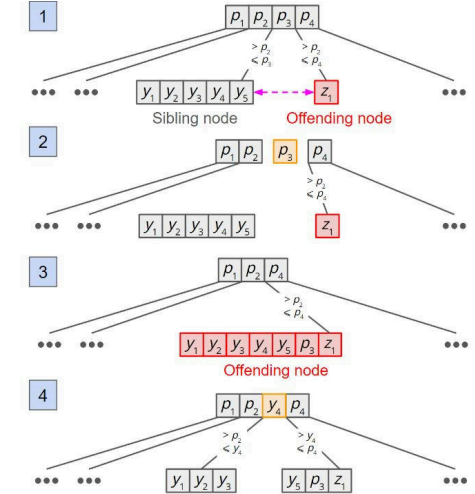 1
p1 p2 p3 p4
> p2
⩽ p3
> p2
⩽ p4
●●● ●●● ●●●
y1 y2 y3 y4 y5 z1
Sibling node Offending node
2
p1 p2 p3 p4
> p2
⩽ p4
●●● ●●● ●●●
y1 y2 y3 y4 y5 z1
3
p1 p2 p4
> p2
⩽ p4
●●● ●●● ●●●
y1 y2 y3 y4 y5 p3 z1
Offending node
4
p1 p2 y4 p4
> p2
⩽ y4
> y4
⩽ p4
●●● ●●● ●●●
y1 y2 y3 y5 p3 z1